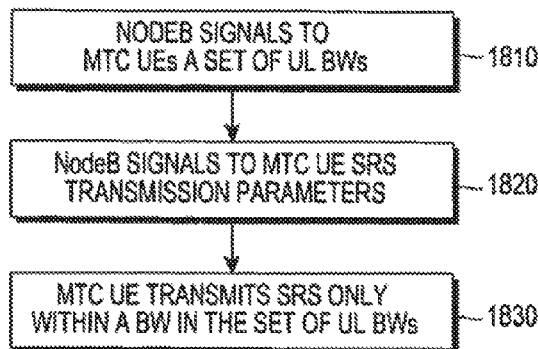 NODEB SIGNALS TO
MTC UEs A SET OF UL BWs
1810
NodeB SIGNALS TO MTC UE SRS
TRANSMISSION PARAMETERS
1820
MTC UE TRANSMITS SRS ONLY
WITHIN A BW IN THE SET OF UL BWs
1830